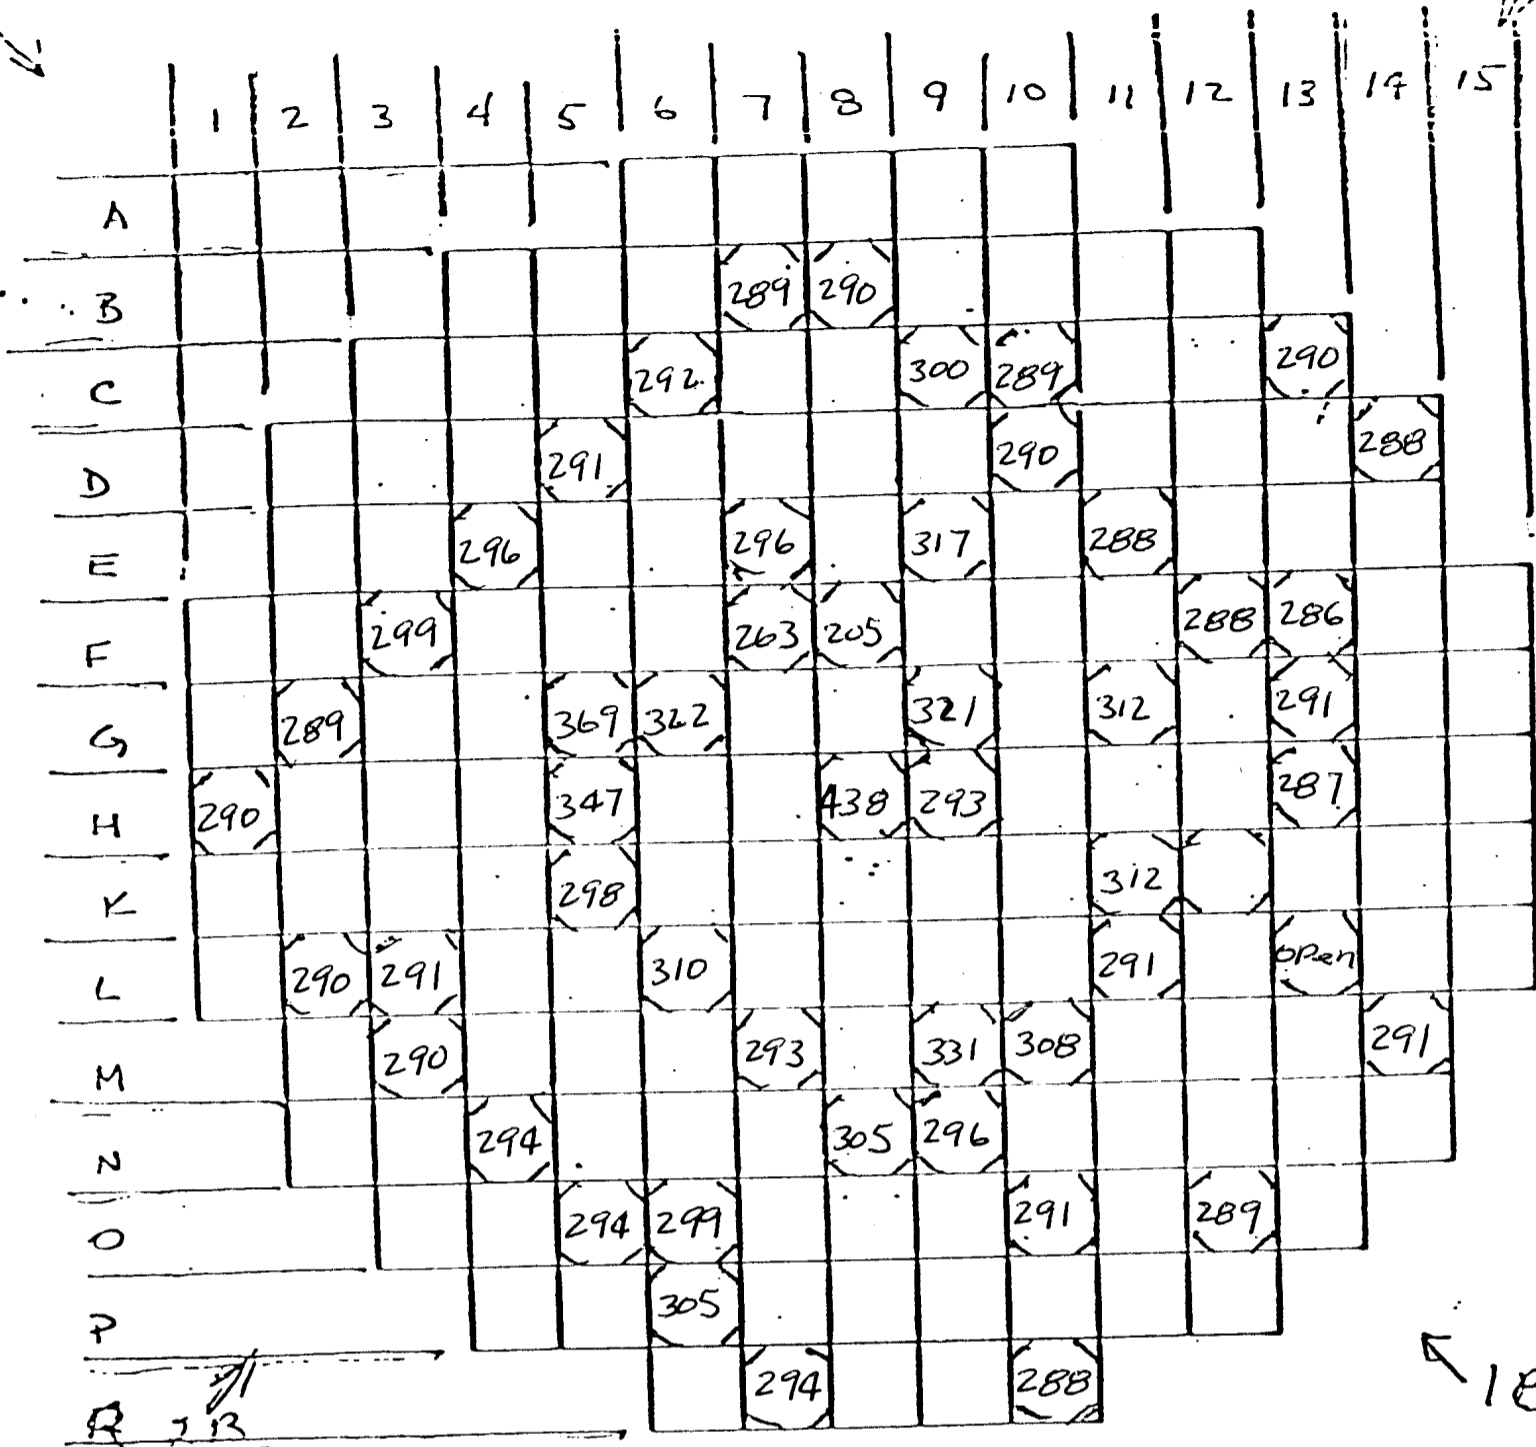 1 2 3 4 5 6 7 8 9 10 11 12 13 14 15
A
B 289 290
C 292 300 289 290
D 291 290 288
E 296 296 317 288
F 299 263 205 288 286
G 289 369 322 321 312 291
H 290 347 438 293 287
K 298 312
L 290 291 310 291 open
M 290 293 331 308 291
N 294 305 296
O 294 299 291 289
P 305
R 294 288